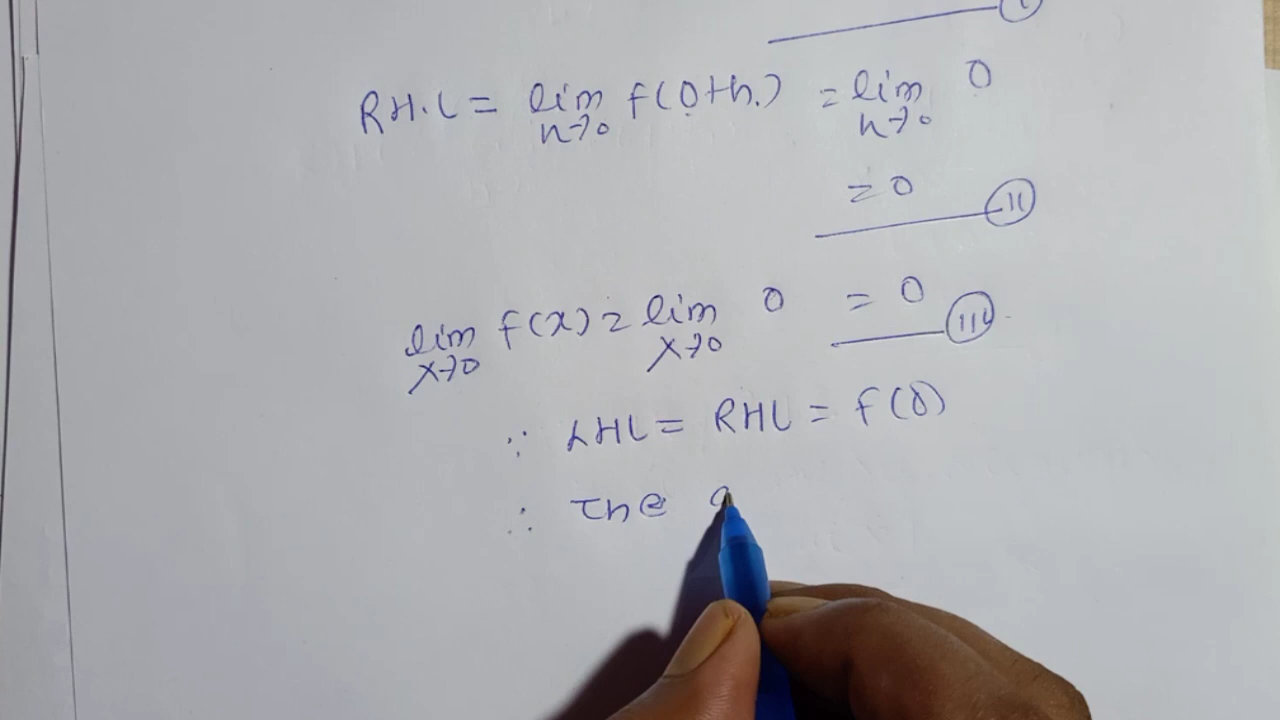 RH.L = lim f(0+h.) = lim 0
h→0 h→0
= 0
II
lim f(x) = lim 0 = 0
x→0 x→0
III
∵ LHL = RHL = f(0)
∴ The